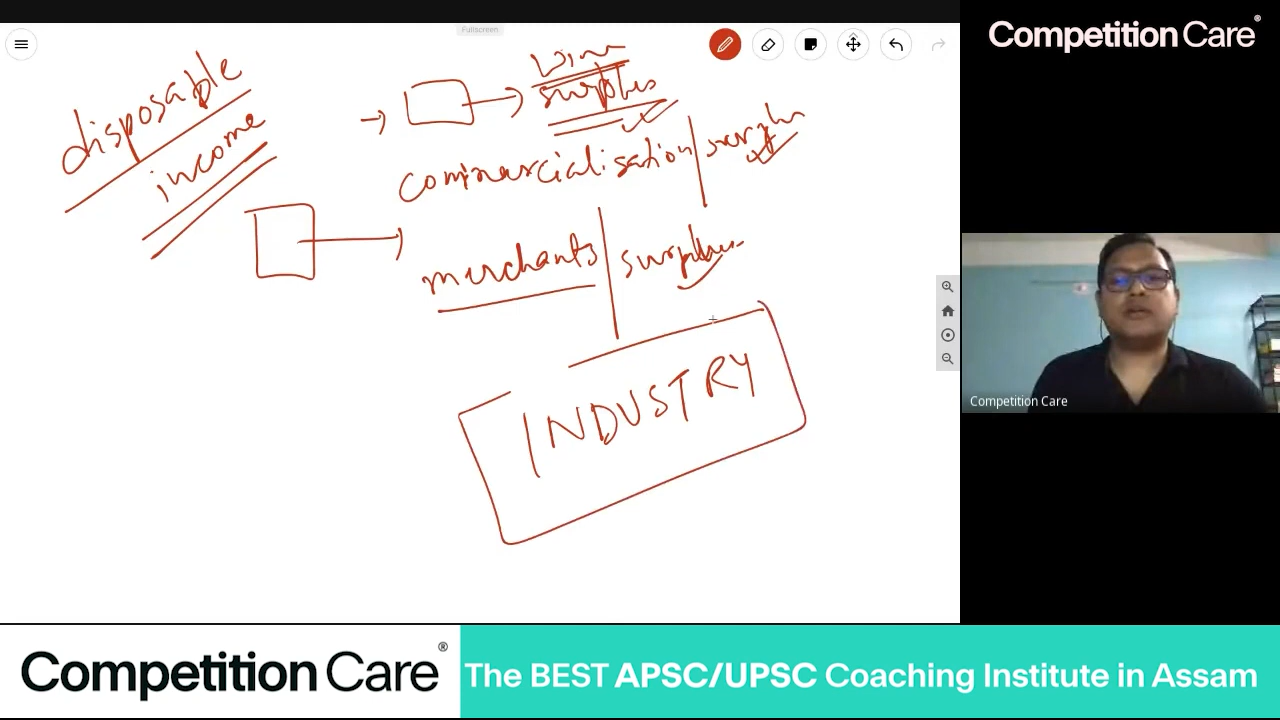 Fullscreen
Competition Care®
disposable
income
surplus
commercialisation surplus
merchants surplus
INDUSTRY
Competition Care
Competition Care®
The BEST APSC/UPSC Coaching Institute in Assam